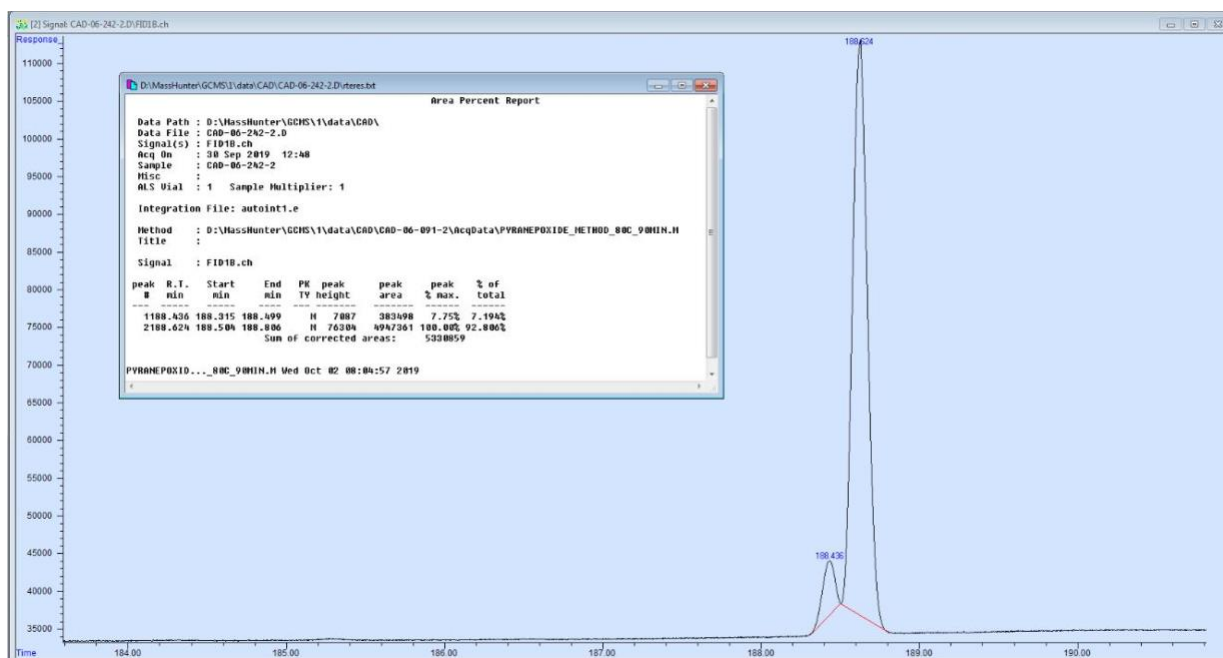 [2] Signal: CAD-06-242-2.D\FID1B.ch
Response_
110000
105000
100000
95000
90000
85000
80000
75000
70000
65000
60000
55000
50000
45000
40000
35000
188.624
188.436
D:\MassHunter\GCMS\1\data\CAD\CAD-06-242-2.D\rteres.txt
Area Percent Report
Data Path : D:\MassHunter\GCMS\1\data\CAD\
Data File : CAD-06-242-2.D
Signal(s) : FID1B.ch
Acq On : 30 Sep 2019 12:48
Sample : CAD-06-242-2
Misc :
ALS Vial : 1 Sample Multiplier: 1
Integration File: autoint1.e
Method : D:\MassHunter\GCMS\1\data\CAD\CAD-06-091-2\AcqData\PYRANEPOXIDE_METHOD_80C_90MIN.M
Title :
Signal : FID1B.ch
peak R.T. Start End PK peak peak peak % of
# min min min TY height area % max. total
--- ----- ----- ----- --- ------- ------- ------ -------
1 188.436 188.315 188.499 M 7087 383498 7.75% 7.194%
2 188.624 188.504 188.806 M 76304 4947361 100.00% 92.806%
Sum of corrected areas: 5330859
PYRANEPOXID..._80C_90MIN.M Wed Oct 02 08:04:57 2019
Time
184.00 185.00 186.00 187.00 188.00 189.00 190.00